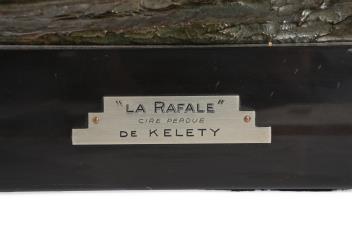 "LA RAFALE"
CIRE PERDUE
DE KELETY